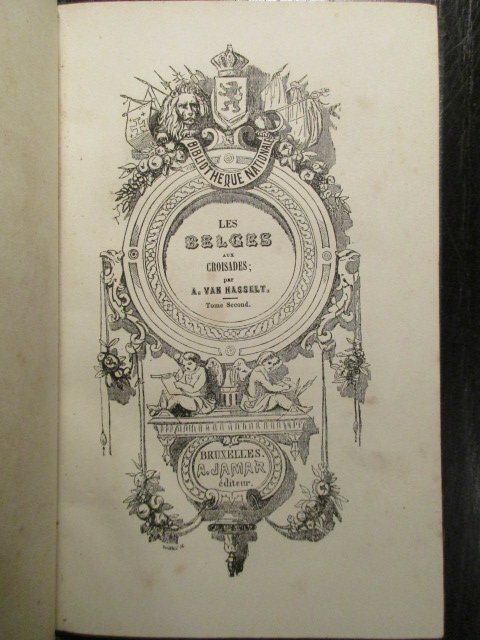 BIBLIOTHEQUE NATIONALE
LES
BELGES
AUX
CROISADES;
par
A. VAN HASSELT.
Tome Second.
BRUXELLES.
A. JAMAR
éditeur.